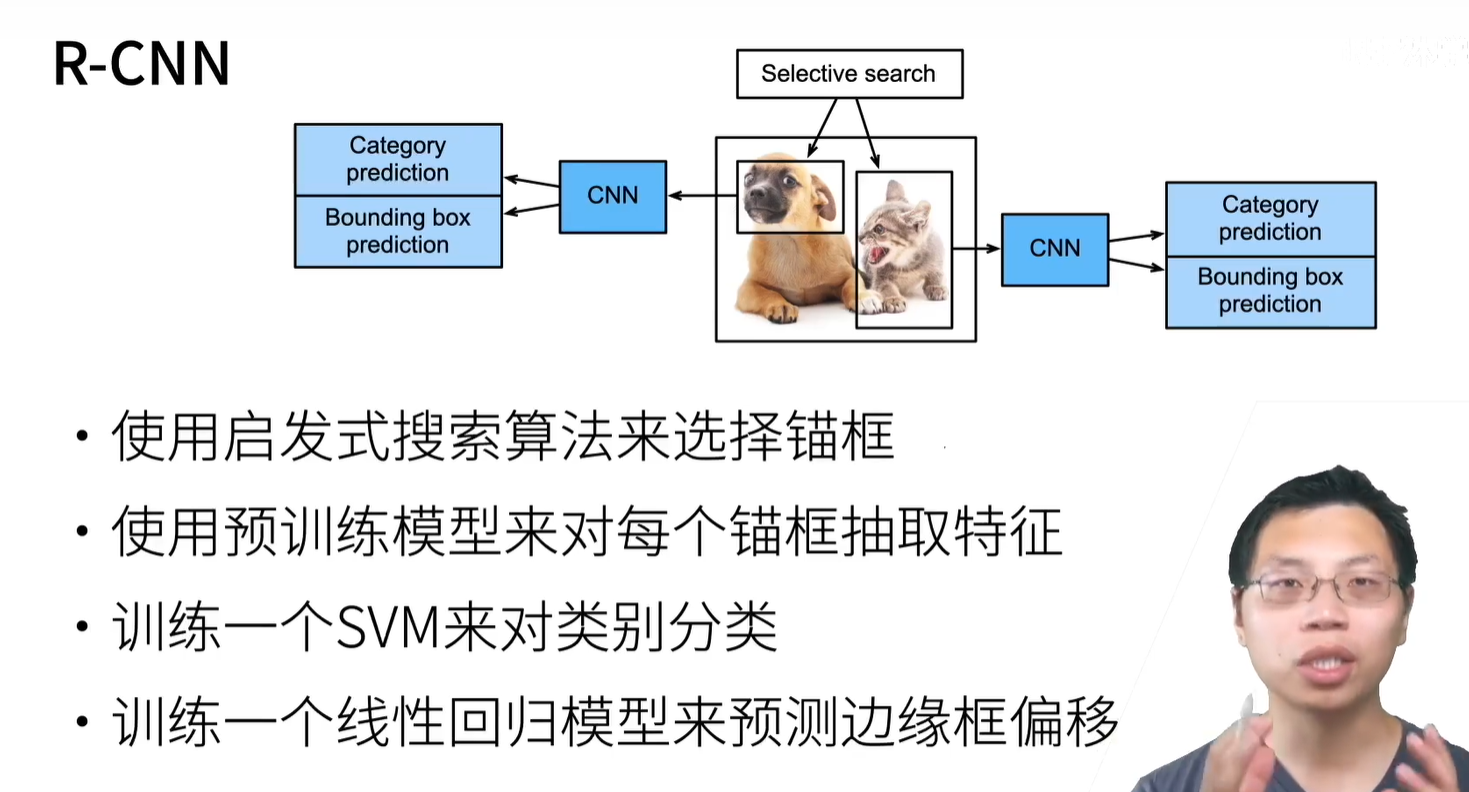 R-CNN
Selective search
Category
prediction
Bounding box
prediction
CNN
CNN
Category
prediction
Bounding box
prediction
• 使用启发式搜索算法来选择锚框
• 使用预训练模型来对每个锚框抽取特征
• 训练一个SVM来对类别分类
• 训练一个线性回归模型来预测边缘框偏移